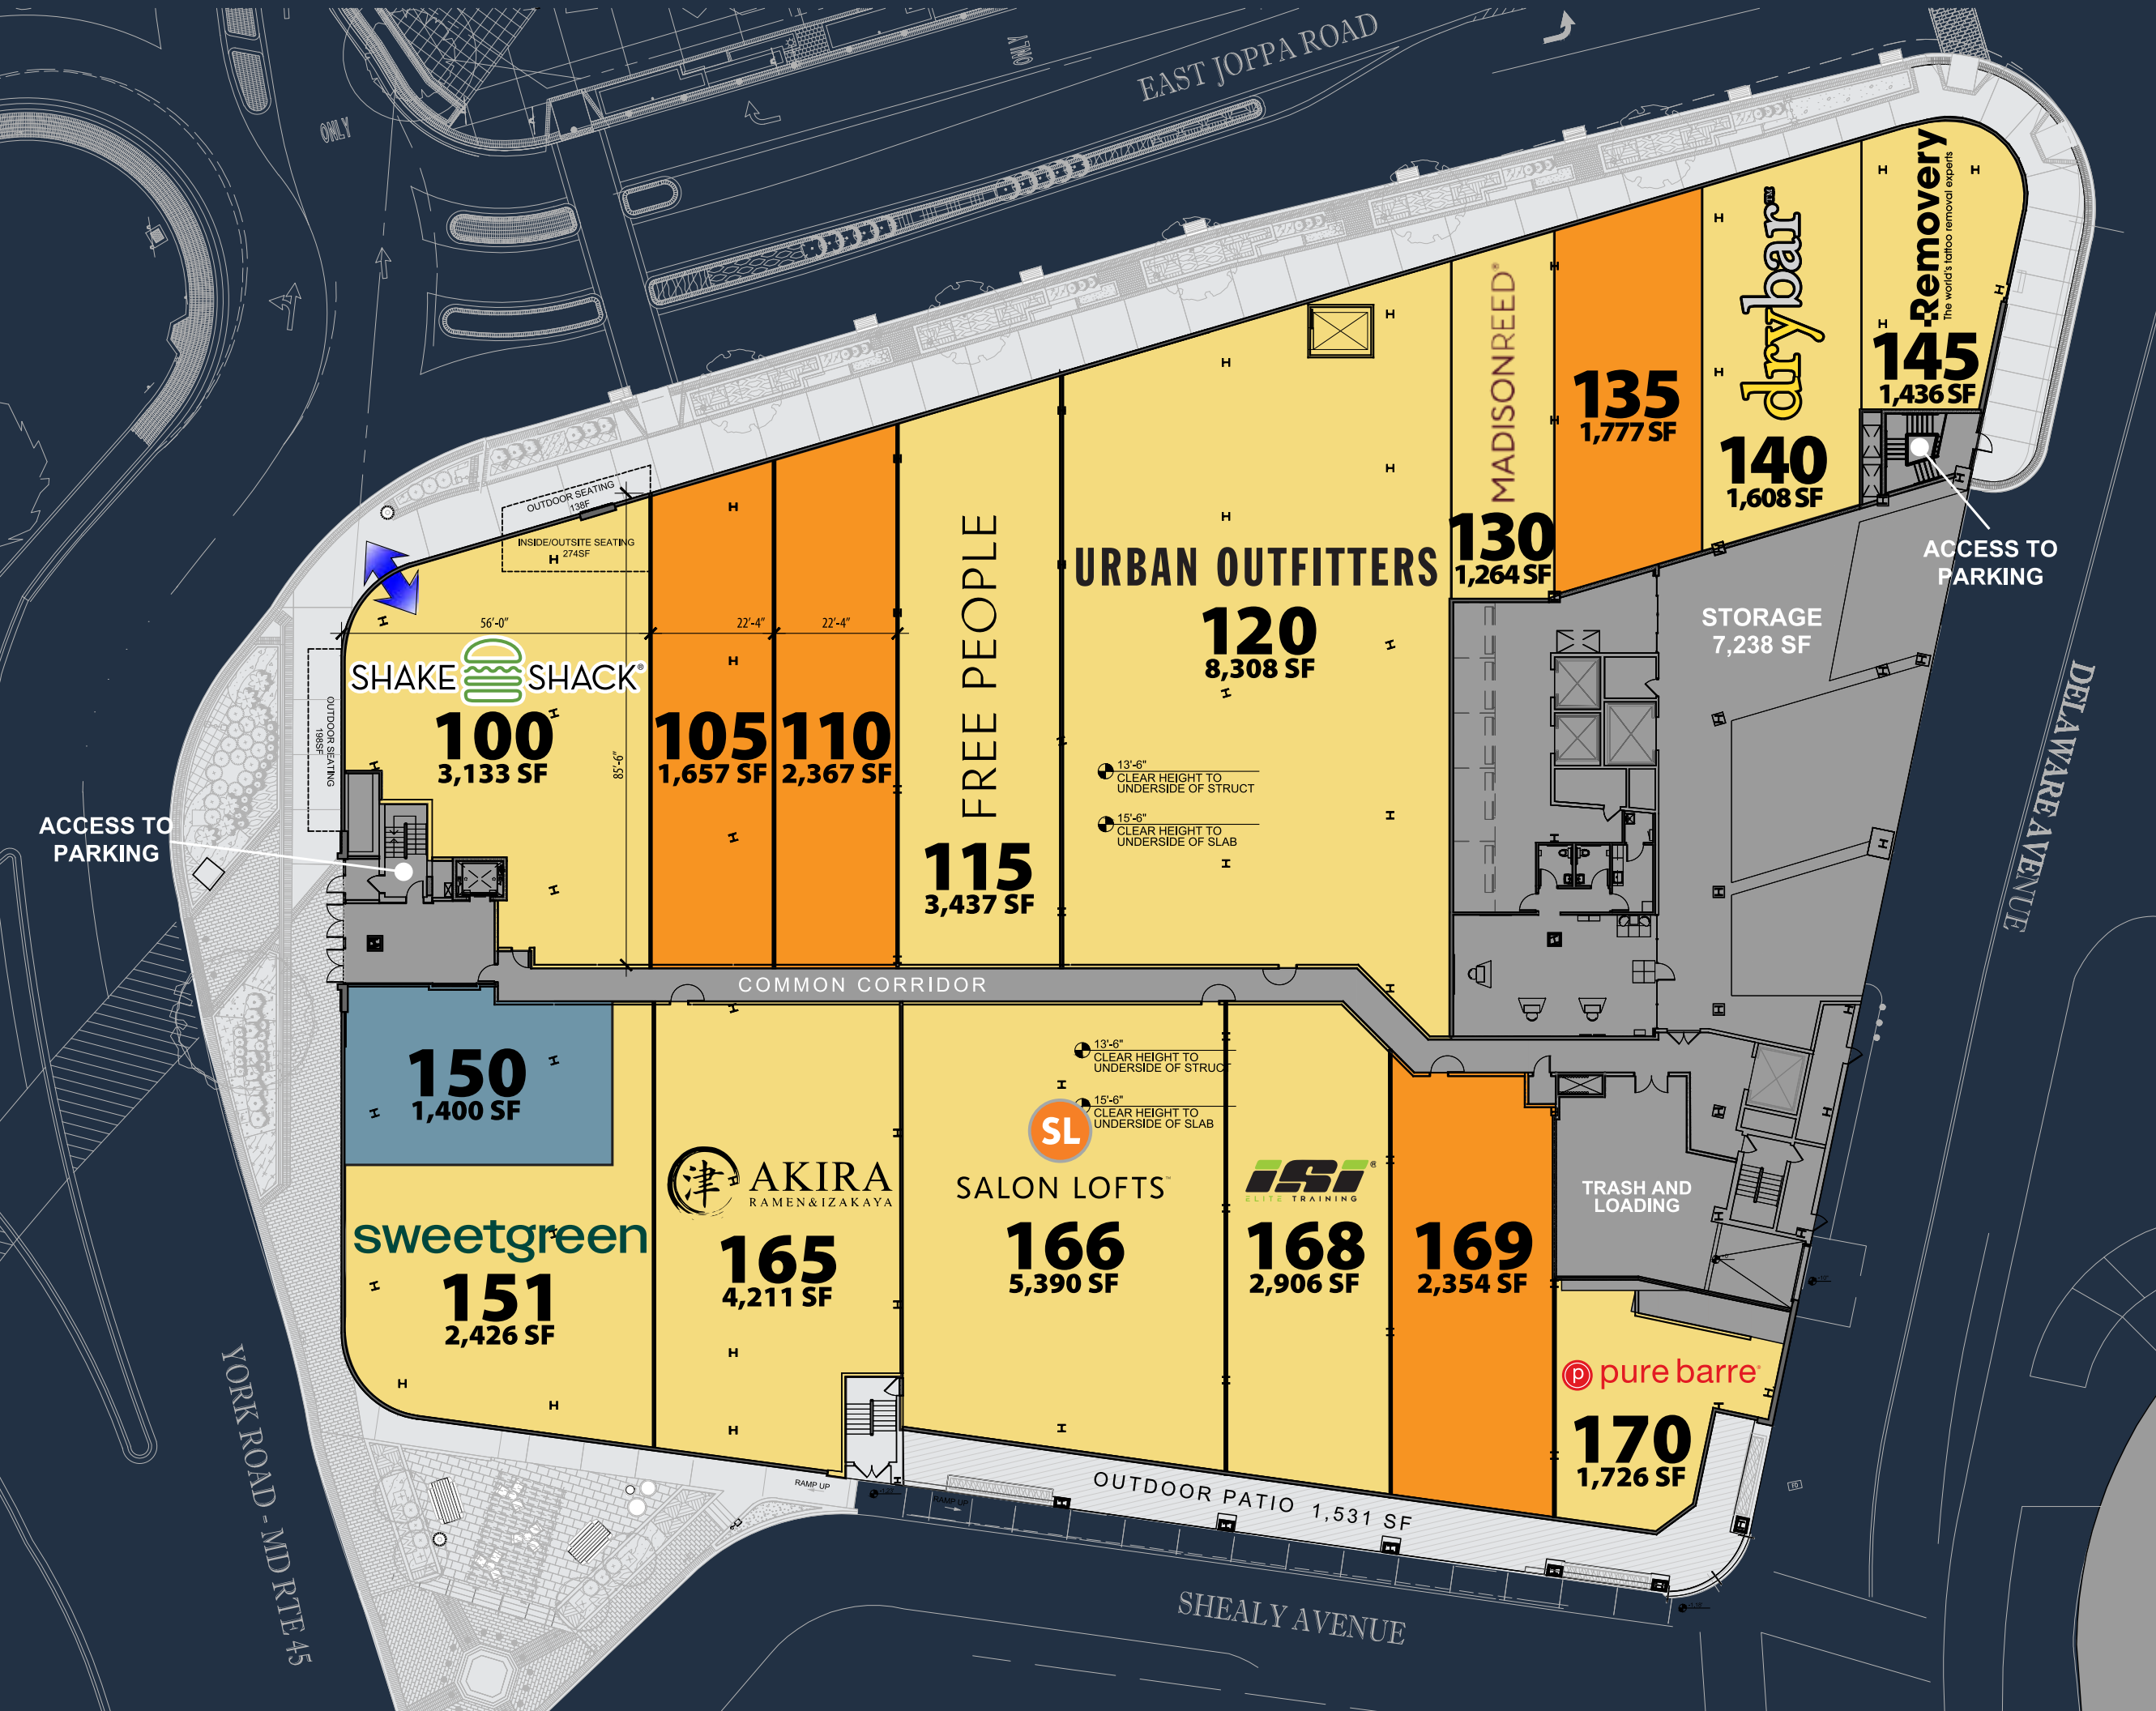 EAST JOPPA ROAD
ONLY
ONLY
Removery
The world's tattoo removal experts
145
1,436 SF
drybar
140
1,608 SF
135
1,777 SF
MADISONREED®
130
1,264 SF
ACCESS TO
PARKING
STORAGE
7,238 SF
DELAWARE AVENUE
URBAN OUTFITTERS
120
8,308 SF
13'-6"
CLEAR HEIGHT TO
UNDERSIDE OF STRUCT
15'-6"
CLEAR HEIGHT TO
UNDERSIDE OF SLAB
FREE PEOPLE
115
3,437 SF
OUTDOOR SEATING
138F
INSIDE/OUTSITE SEATING
274SF
56'-0"
22'-4"
22'-4"
85'-6"
SHAKE SHACK®
100
3,133 SF
105
1,657 SF
110
2,367 SF
OUTDOOR SEATING
198SF
ACCESS TO
PARKING
COMMON CORRIDOR
150
1,400 SF
sweetgreen
151
2,426 SF
津 AKIRA
RAMEN&IZAKAYA
165
4,211 SF
13'-6"
CLEAR HEIGHT TO
UNDERSIDE OF STRUCT
15'-6"
CLEAR HEIGHT TO
UNDERSIDE OF SLAB
SL
SALON LOFTS
166
5,390 SF
iSi®
ELITE TRAINING
168
2,906 SF
169
2,354 SF
TRASH AND
LOADING
p pure barre
170
1,726 SF
RAMP UP
RAMP UP
OUTDOOR PATIO 1,531 SF
YORK ROAD - MD RTE 45
SHEALY AVENUE